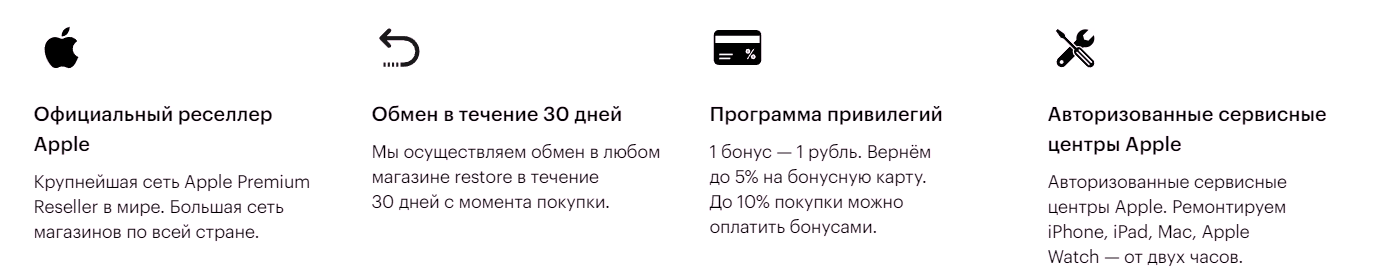 Официальный реселлер
Apple
Крупнейшая сеть Apple Premium
Reseller в мире. Большая сеть
магазинов по всей стране.
Обмен в течение 30 дней
Мы осуществляем обмен в любом
магазине restore в течение
30 дней с момента покупки.
%
Программа привилегий
1 бонус — 1 рубль. Вернём
до 5% на бонусную карту.
До 10% покупки можно
оплатить бонусами.
Авторизованные сервисные
центры Apple
Авторизованные сервисные
центры Apple. Ремонтируем
iPhone, iPad, Mac, Apple
Watch — от двух часов.